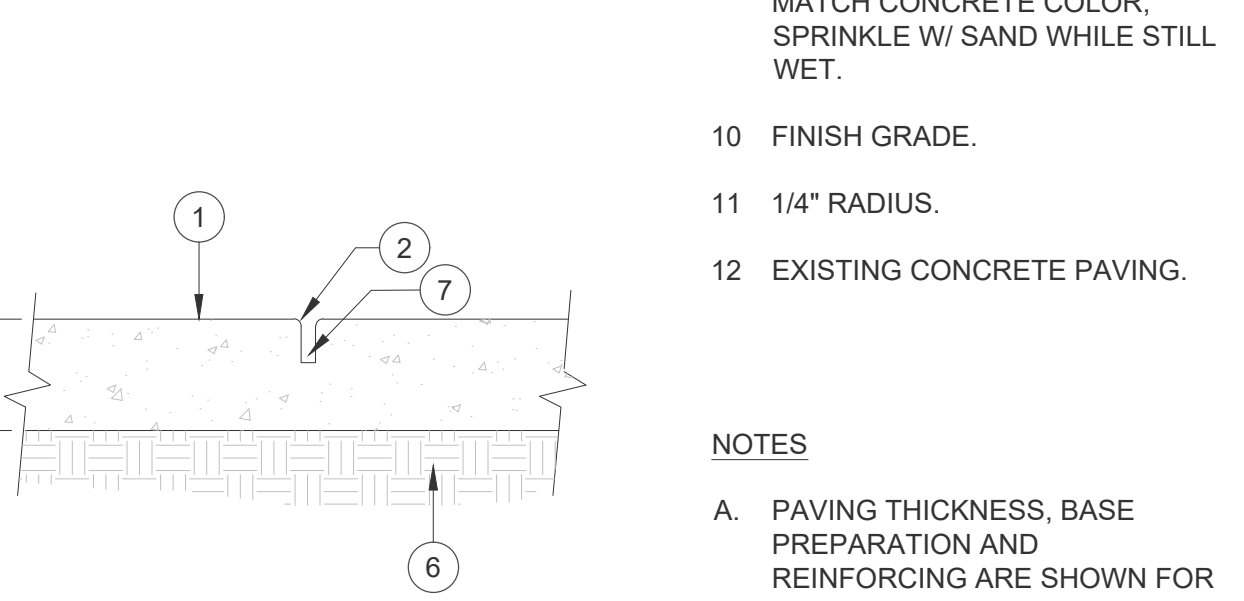 MATCH CONCRETE COLOR,
SPRINKLE W/ SAND WHILE STILL
WET.
10 FINISH GRADE.
11 1/4" RADIUS.
12 EXISTING CONCRETE PAVING.
1
2
7
6
NOTES
A. PAVING THICKNESS, BASE
PREPARATION AND
REINFORCING ARE SHOWN FOR